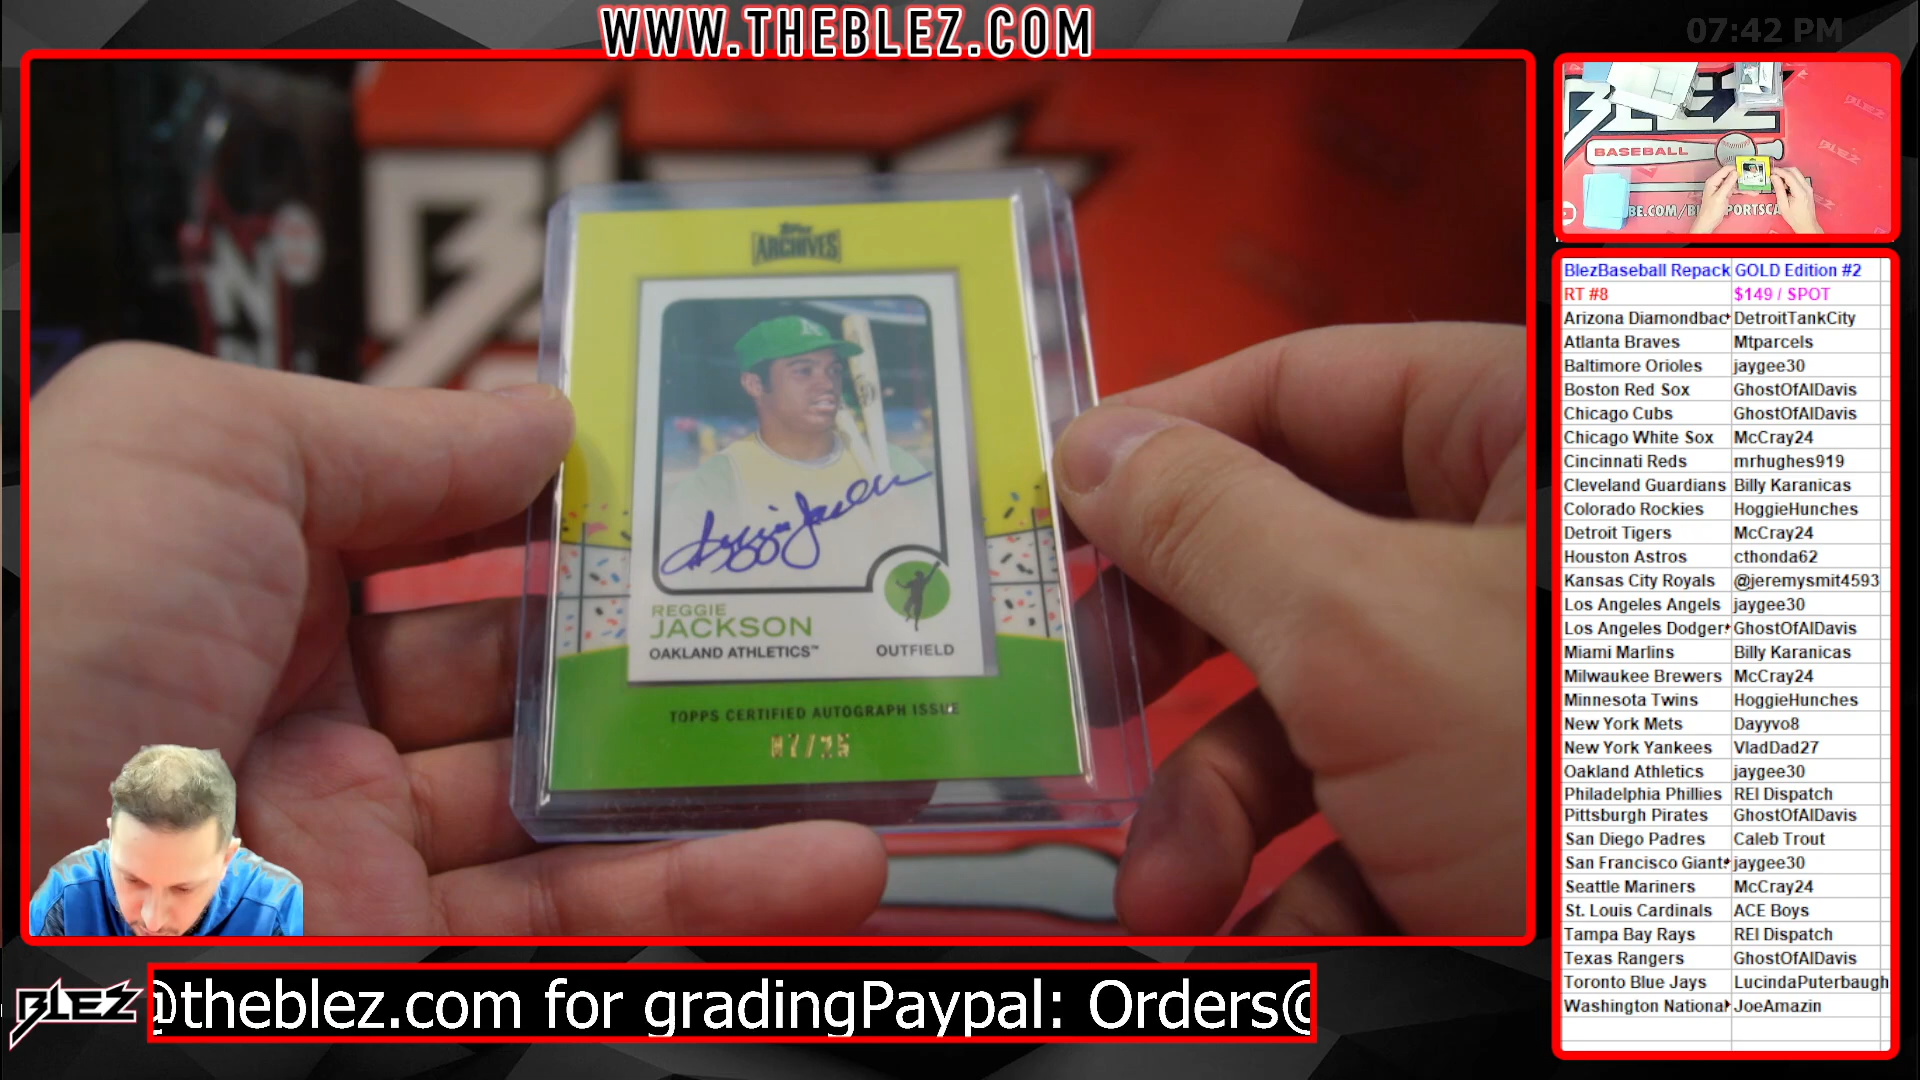 WWW.THEBLEZ.COM
07:42 PM
Topps
ARCHIVES
Reggie Jackson
REGGIE
JACKSON
OAKLAND ATHLETICS™ OUTFIELD
TOPPS CERTIFIED AUTOGRAPH ISSUE
07/25
BLEZ
BASEBALL
BLEZ
BlezBaseball Repack GOLD Edition #2
RT #8 $149 / SPOT
Arizona Diamondbac DetroitTankCity
Atlanta Braves Mtparcels
Baltimore Orioles jaygee30
Boston Red Sox GhostOfAlDavis
Chicago Cubs GhostOfAlDavis
Chicago White Sox McCray24
Cincinnati Reds mrhughes919
Cleveland Guardians Billy Karanicas
Colorado Rockies HoggieHunches
Detroit Tigers McCray24
Houston Astros cthonda62
Kansas City Royals @jeremysmit4593
Los Angeles Angels jaygee30
Los Angeles Dodger GhostOfAlDavis
Miami Marlins Billy Karanicas
Milwaukee Brewers McCray24
Minnesota Twins HoggieHunches
New York Mets Dayyvo8
New York Yankees VladDad27
Oakland Athletics jaygee30
Philadelphia Phillies REI Dispatch
Pittsburgh Pirates GhostOfAlDavis
San Diego Padres Caleb Trout
San Francisco Giant jaygee30
Seattle Mariners McCray24
St. Louis Cardinals ACE Boys
Tampa Bay Rays REI Dispatch
Texas Rangers GhostOfAlDavis
Toronto Blue Jays LucindaPuterbaugh
Washington National JoeAmazin
BLEZ
@theblez.com for gradingPaypal: Orders@